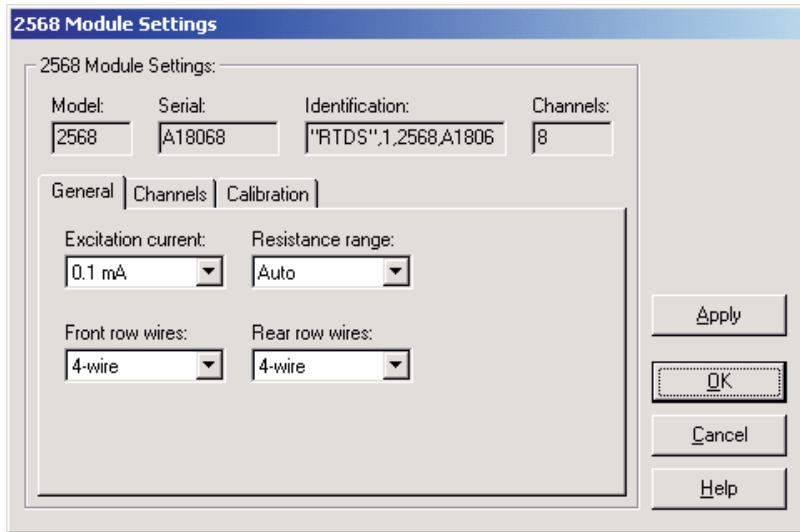 2568 Module Settings
2568 Module Settings:
Model: Serial: Identification: Channels:
2568 A18068 "RTDS",1,2568,A1806 8
General Channels Calibration
Excitation current: Resistance range:
0.1 mA Auto
Front row wires: Rear row wires:
4-wire 4-wire
Apply
OK
Cancel
Help